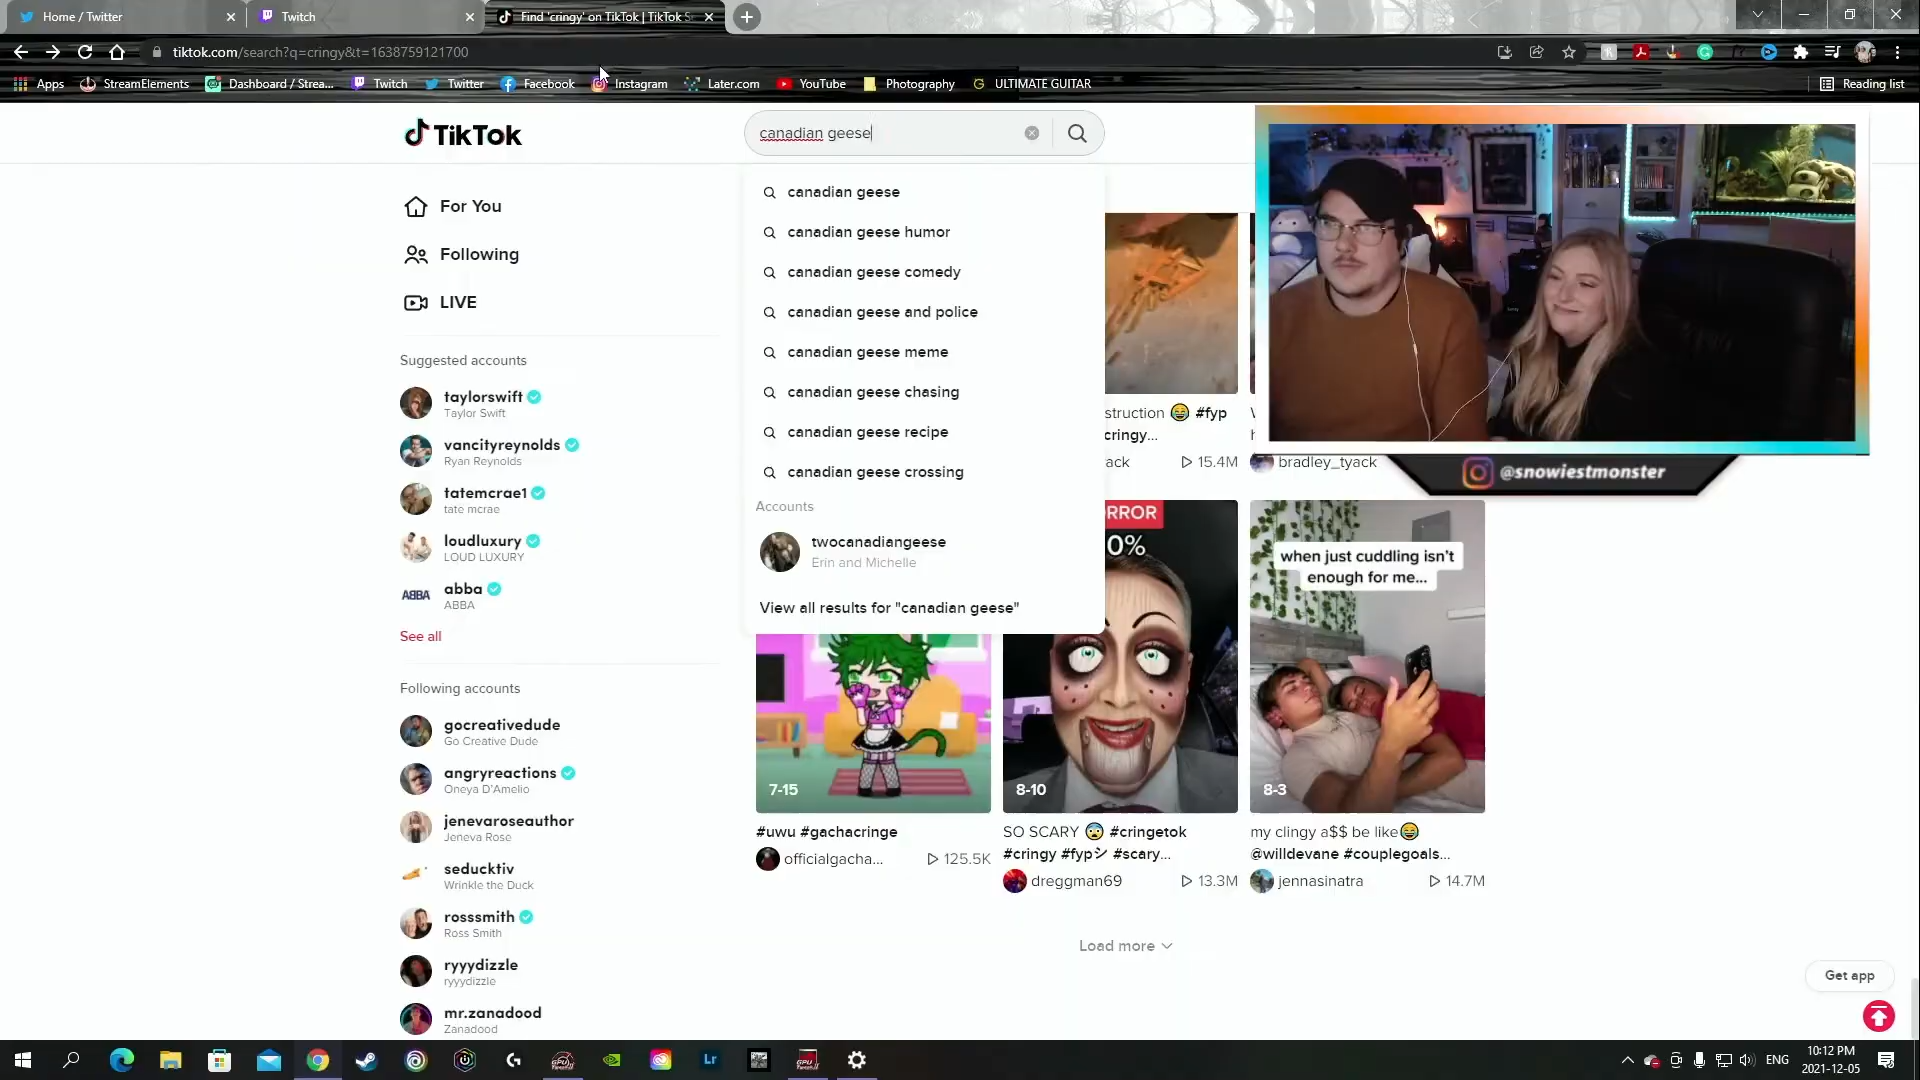 Home / Twitter
Twitch
Find 'cringy' on TikTok | TikTok S
tiktok.com/search?q=cringy&t=1638759121700
Apps
StreamElements
Dashboard / Strea...
Twitch
Twitter
Facebook
Instagram
Later.com
YouTube
Photography
ULTIMATE GUITAR
Reading list
TikTok
canadian geese
For You
Following
LIVE
Suggested accounts
taylorswift
Taylor Swift
vancityreynolds
Ryan Reynolds
tatemcrae1
tate mcrae
loudluxury
LOUD LUXURY
ABBA
abba
ABBA
See all
Following accounts
gocreativedude
Go Creative Dude
angryreactions
Oneya D'Amelio
jenevaroseauthor
Jeneva Rose
seducktiv
Wrinkle the Duck
rosssmith
Ross Smith
ryyydizzle
ryyydizzle
mr.zanadood
Zanadood
canadian geese
canadian geese humor
canadian geese comedy
canadian geese and police
canadian geese meme
canadian geese chasing
canadian geese recipe
canadian geese crossing
Accounts
twocanadiangeese
Erin and Michelle
View all results for "canadian geese"
struction 😂 #fyp
cringy...
ack
15.4M
bradley_tyack
@snowiestmonster
RROR
0%
when just cuddling isn't
enough for me...
7-15
8-10
8-3
#uwu #gachacringe
officialgacha...
125.5K
SO SCARY 😨 #cringetok
#cringy #fypシ #scary...
dreggman69
13.3M
my clingy a$$ be like😂
@willdevane #couplegoals...
jennasinatra
14.7M
Load more
Get app
Lr
ENG
10:12 PM
2021-12-05